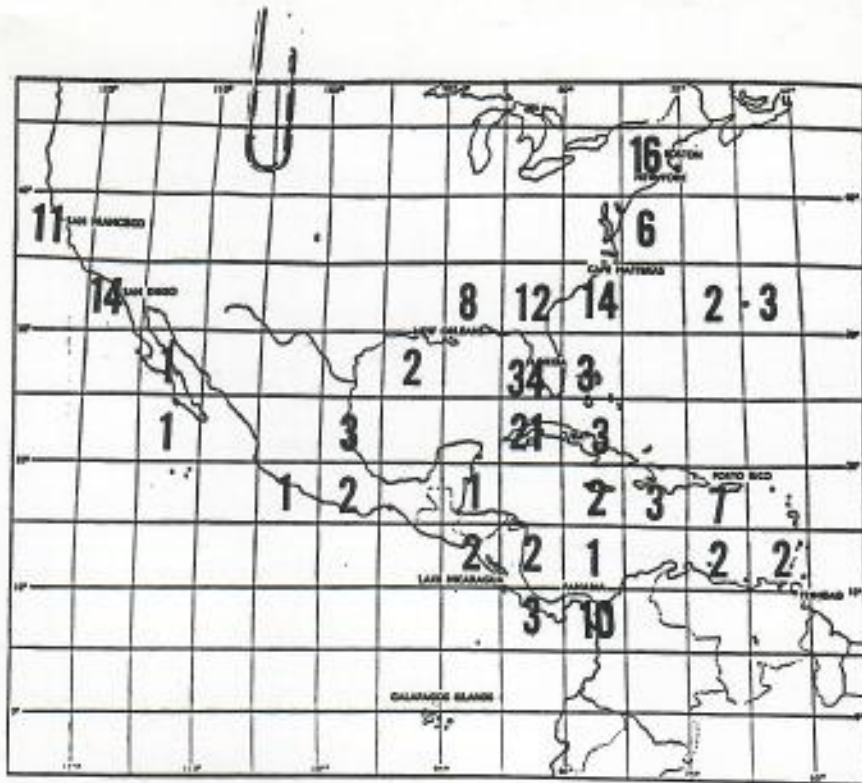 16 BOSTON
NEW YORK
11 SAN FRANCISCO
6
CAPE HATTERAS
14 SAN DIEGO
8 12 14 2 3
NEW ORLEANS
1 2 34 3
1 3 21 3
PORTO RICO
1 2 1 2 3 1
2 2 1 2 2
LAKE NICARAGUA PANAMA
10°
TRINIDAD
3 10
GALAPAGOS ISLANDS